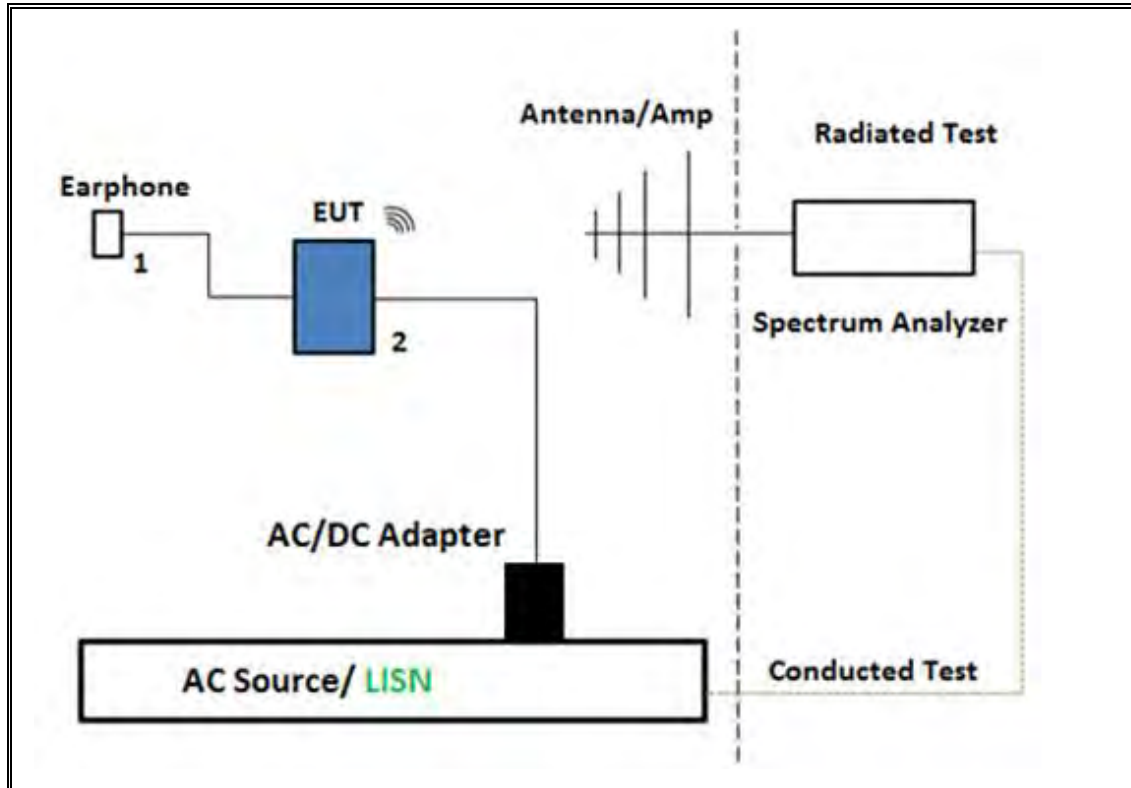 Antenna/Amp
Radiated Test
Earphone
EUT
1
Spectrum Analyzer
2
AC/DC Adapter
AC Source/ LISN
Conducted Test